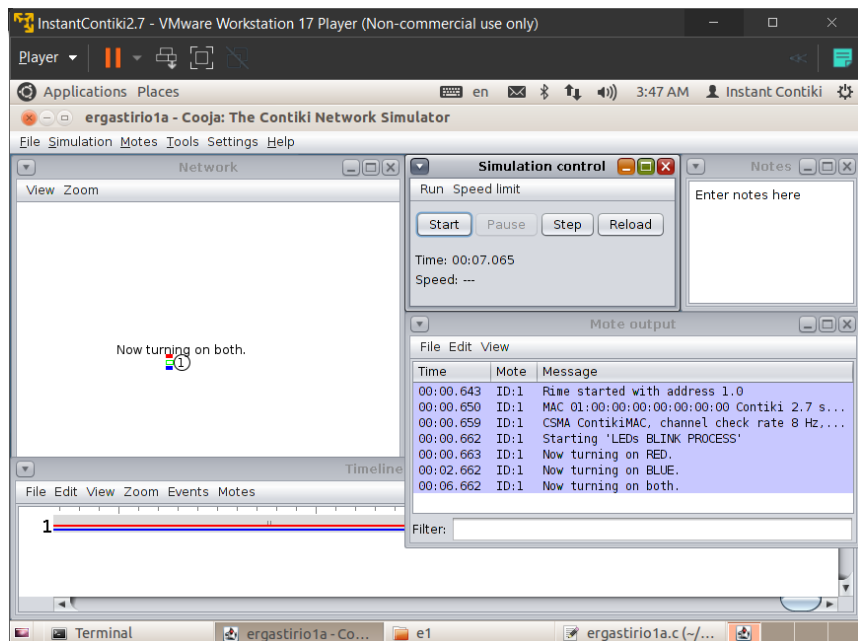 InstantContiki2.7 - VMware Workstation 17 Player (Non-commercial use only)
Player
Applications Places en 3:47 AM Instant Contiki
ergastirio1a - Cooja: The Contiki Network Simulator
File Simulation Motes Tools Settings Help
Network
View Zoom
Now turning on both.
1
Simulation control
Run Speed limit
Start Pause Step Reload
Time: 00:07.065
Speed: ---
Notes
Enter notes here
Mote output
File Edit View
Time Mote Message
00:00.643 ID:1 Rime started with address 1.0
00:00.650 ID:1 MAC 01:00:00:00:00:00:00:00 Contiki 2.7 s...
00:00.659 ID:1 CSMA ContikiMAC, channel check rate 8 Hz,...
00:00.662 ID:1 Starting 'LEDs BLINK PROCESS'
00:00.663 ID:1 Now turning on RED.
00:02.662 ID:1 Now turning on BLUE.
00:06.662 ID:1 Now turning on both.
Filter:
Timeline
File Edit View Zoom Events Motes
1
Terminal ergastirio1a - Co... e1 ergastirio1a.c (~/...